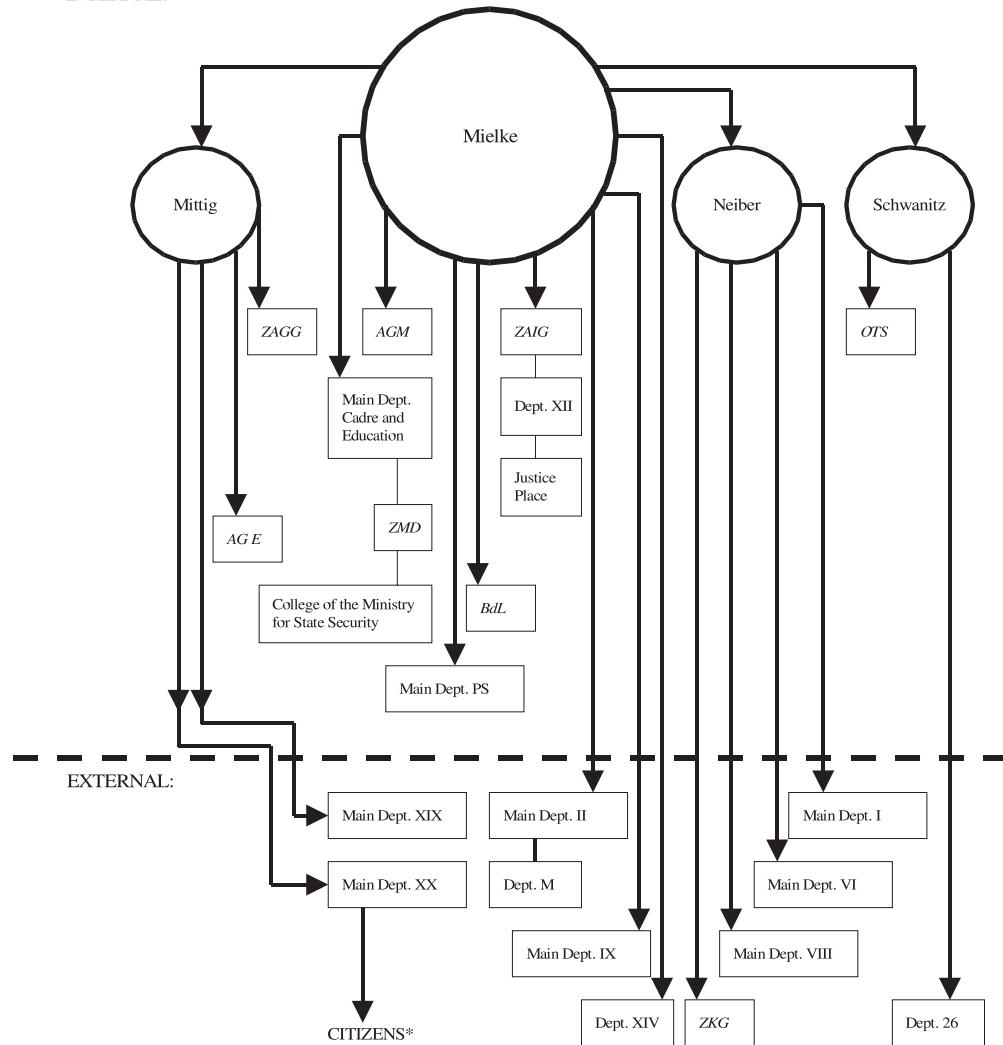 Mielke
Mittig
Neiber
Schwanitz
ZAGG
AGM
ZAIG
OTS
Main Dept.
Cadre and
Education
Dept. XII
Justice
Place
AG E
ZMD
College of the Ministry
for State Security
BdL
Main Dept. PS
EXTERNAL:
Main Dept. XIX
Main Dept. II
Main Dept. I
Main Dept. XX
Dept. M
Main Dept. VI
Main Dept. IX
Main Dept. VIII
CITIZENS*
Dept. XIV
ZKG
Dept. 26